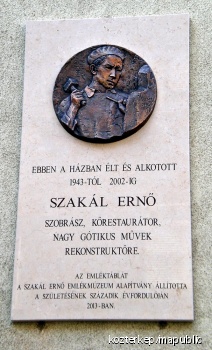 EBBEN A HÁZBAN ÉLT ÉS ALKOTOTT
1943-TÓL 2002-IG
SZAKÁL ERNŐ
SZOBRÁSZ, KŐRESTAURÁTOR,
NAGY GÓTIKUS MŰVEK
REKONSTRUKTŐRE.
AZ EMLÉKTÁBLÁT
A SZAKÁL ERNŐ EMLÉKMÚZEUM ALAPÍTVÁNY ÁLLÍTOTTA
A SZÜLETÉSÉNEK SZÁZADIK ÉVFORDULÓJÁN
2013-BAN.
© kozterkep.mapublic